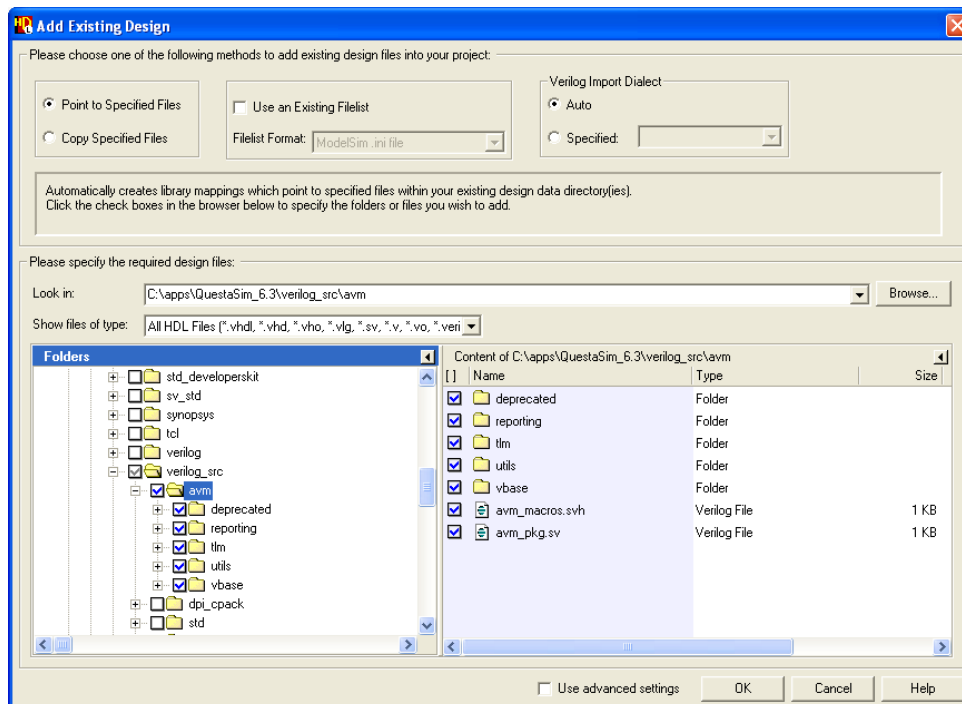 Add Existing Design
Please choose one of the following methods to add existing design files into your project:
Point to Specified Files
Copy Specified Files
Use an Existing Filelist
Filelist Format: ModelSim .ini file
Verilog Import Dialect
Auto
Specified:
Automatically creates library mappings which point to specified files within your existing design data directory(ies).
Click the check boxes in the browser below to specify the folders or files you wish to add.
Please specify the required design files:
Look in: C:\apps\QuestaSim_6.3\verilog_src\avm Browse...
Show files of type: All HDL Files (*.vhdl, *.vhd, *.vho, *.vlg, *.sv, *.v, *.vo, *.veri
Folders
std_developerskit
sv_std
synopsys
tcl
verilog
verilog_src
avm
deprecated
reporting
tlm
utils
vbase
dpi_cpack
std
Content of C:\apps\QuestaSim_6.3\verilog_src\avm
[ ] Name Type Size
deprecated Folder
reporting Folder
tlm Folder
utils Folder
vbase Folder
avm_macros.svh Verilog File 1 KB
avm_pkg.sv Verilog File 1 KB
Use advanced settings OK Cancel Help